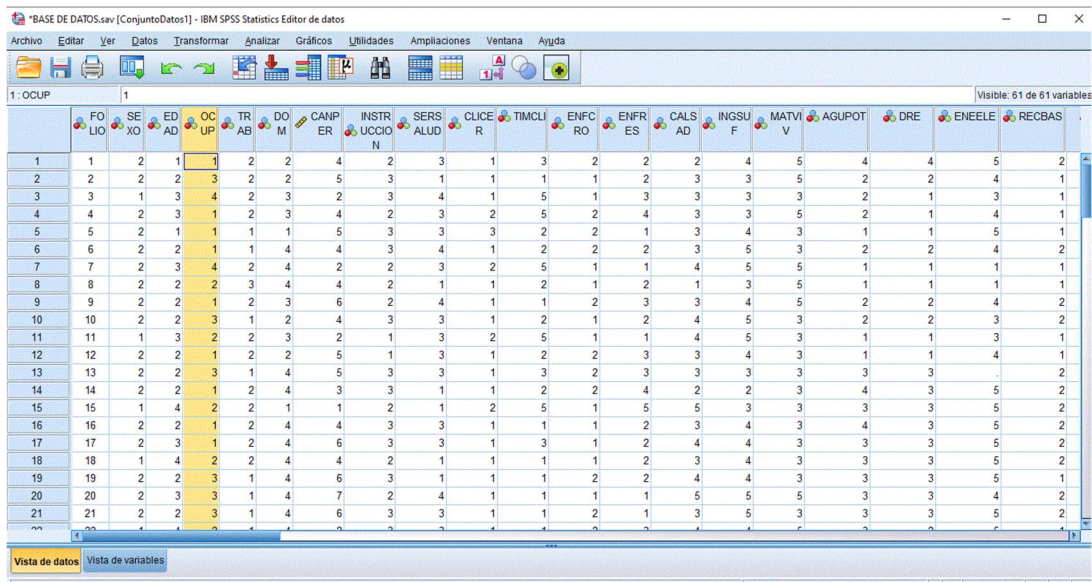 *BASE DE DATOS.sav [ConjuntoDatos1] - IBM SPSS Statistics Editor de datos
Archivo Editar Ver Datos Transformar Analizar Gráficos Utilidades Ampliaciones Ventana Ayuda
1 : OCUP 1 Visible: 61 de 61 variables
FOLIO SEXO EDAD OCUP TRAB DOM CANPER INSTRUCCION SERSALUD CLICER TIMCLI ENFCRO ENFRES CALSAD INGSUF MATVIV AGUPOT DRE ENEELE RECBAS
1 1 2 1 1 2 2 4 2 3 1 3 2 2 2 4 5 4 4 5 2
2 2 2 2 3 2 2 5 3 1 1 1 1 2 3 3 5 2 2 4 1
3 3 1 3 4 2 3 2 3 4 1 5 1 3 3 3 3 2 1 3 1
4 4 2 3 1 2 3 4 2 3 2 5 2 4 3 3 5 2 1 4 1
5 5 2 1 1 1 1 5 3 3 3 2 2 1 3 4 3 1 1 5 1
6 6 2 2 1 1 4 4 3 4 1 2 2 2 3 5 3 2 2 4 2
7 7 2 3 4 2 4 2 2 3 2 5 1 1 4 5 5 1 1 1 1
8 8 2 2 2 3 4 4 2 1 1 2 1 2 1 3 5 1 1 1 1
9 9 2 2 1 2 3 6 2 4 1 1 2 3 3 4 5 2 2 4 2
10 10 2 2 3 1 2 4 3 3 1 2 1 2 4 5 3 2 2 3 2
11 11 1 3 2 2 3 2 1 3 2 5 1 1 4 5 3 1 1 3 1
12 12 2 2 1 2 2 5 1 3 1 2 2 3 3 4 3 1 1 4 1
13 13 2 2 3 1 4 5 3 3 1 3 2 2 3 3 3 3 3 . 2
14 14 2 2 1 2 4 3 3 1 1 2 2 4 2 2 3 4 3 5 2
15 15 1 4 2 2 1 1 2 1 2 5 1 5 5 3 3 3 3 5 2
16 16 2 2 1 2 4 4 3 3 1 1 1 2 3 4 3 4 3 5 2
17 17 2 3 1 2 4 6 3 3 1 3 1 2 4 4 3 3 3 5 2
18 18 1 4 2 2 4 4 2 1 1 1 1 2 3 4 3 3 3 5 2
19 19 2 2 3 1 4 6 3 1 1 1 2 2 4 4 3 3 3 5 1
20 20 2 3 3 1 4 7 2 4 1 1 1 1 5 5 5 3 3 4 2
21 21 2 2 3 1 4 6 3 3 1 1 2 1 3 5 3 3 3 5 2
Vista de datos Vista de variables